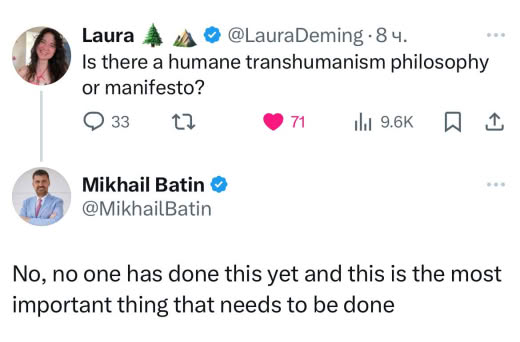 Laura 🌲 ⛰️ @LauraDeming · 8 ч.
Is there a humane transhumanism philosophy
or manifesto?
33 71 9.6K
Mikhail Batin
@MikhailBatin
No, no one has done this yet and this is the most
important thing that needs to be done